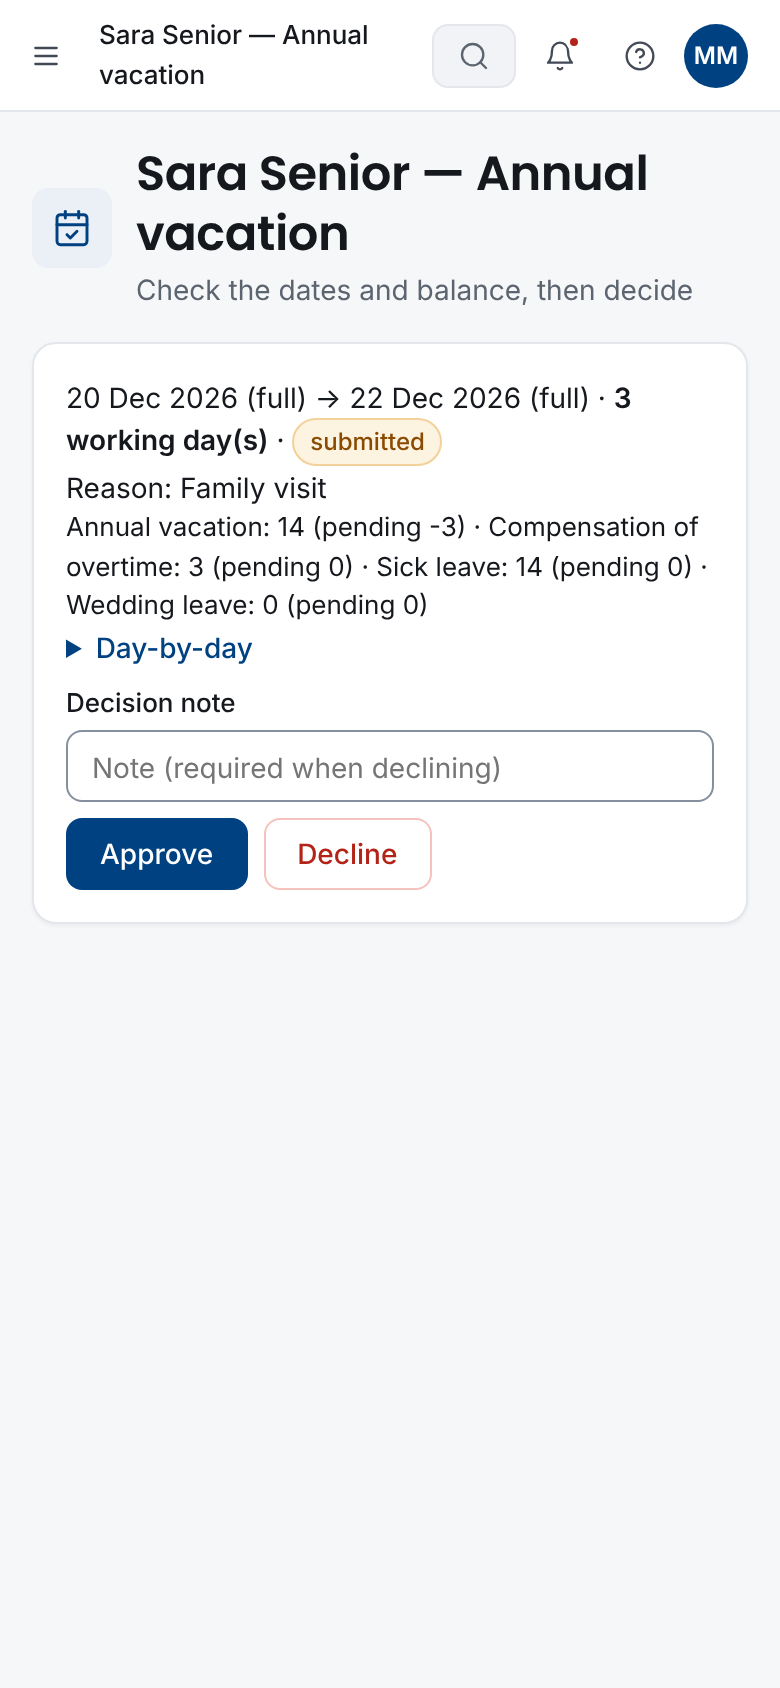 Sara Senior — Annual
vacation
MM
Sara Senior — Annual
vacation
Check the dates and balance, then decide
20 Dec 2026 (full) → 22 Dec 2026 (full) · 3
working day(s) · submitted
Reason: Family visit
Annual vacation: 14 (pending -3) · Compensation of
overtime: 3 (pending 0) · Sick leave: 14 (pending 0) ·
Wedding leave: 0 (pending 0)
Day-by-day
Decision note
Note (required when declining)
Approve Decline